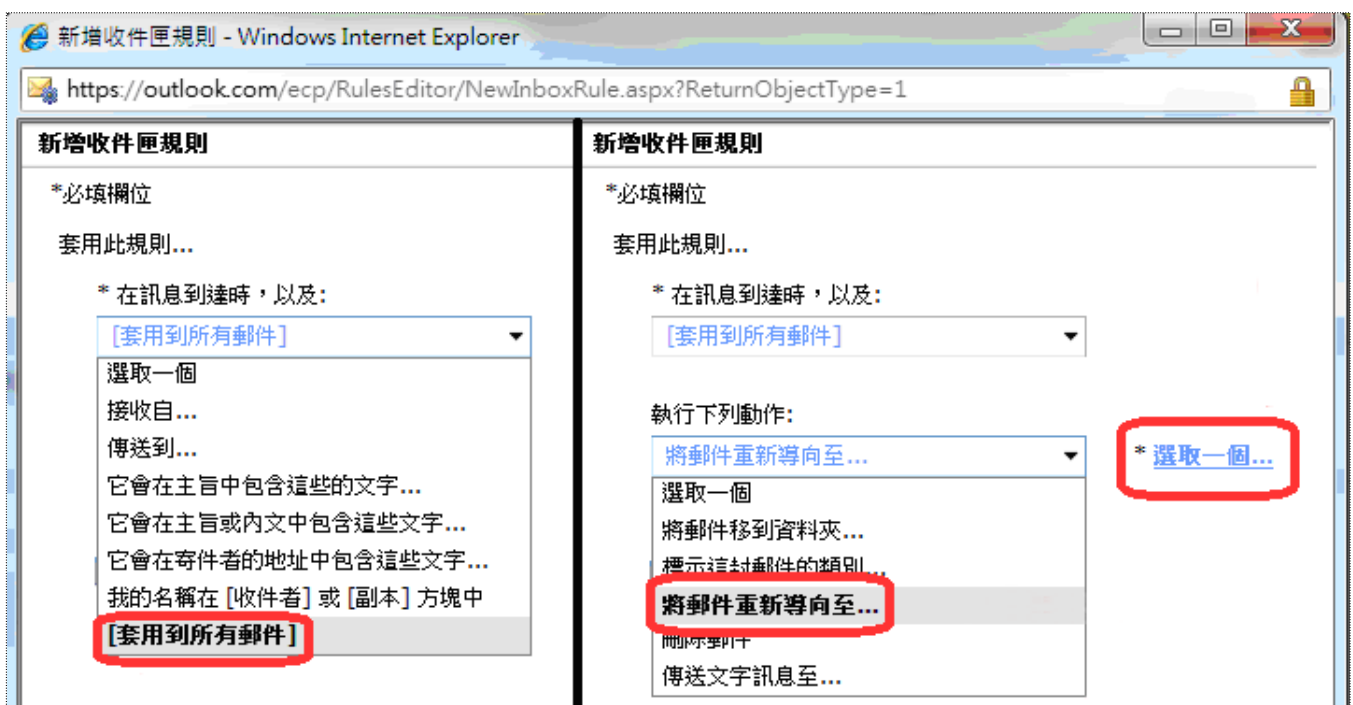 新增收件匣規則 - Windows Internet Explorer
https://outlook.com/ecp/RulesEditor/NewInboxRule.aspx?ReturnObjectType=1
新增收件匣規則
*必填欄位
套用此規則...
* 在訊息到達時，以及:
[套用到所有郵件]
選取一個
接收自...
傳送到...
它會在主旨中包含這些的文字...
它會在主旨或內文中包含這些文字...
它會在寄件者的地址中包含這些文字...
我的名稱在 [收件者] 或 [副本] 方塊中
[套用到所有郵件]
新增收件匣規則
*必填欄位
套用此規則...
* 在訊息到達時，以及:
[套用到所有郵件]
執行下列動作:
將郵件重新導向至...
* 選取一個...
選取一個
將郵件移到資料夾...
標示這封郵件的類別...
將郵件重新導向至...
刪除郵件
傳送文字訊息至...